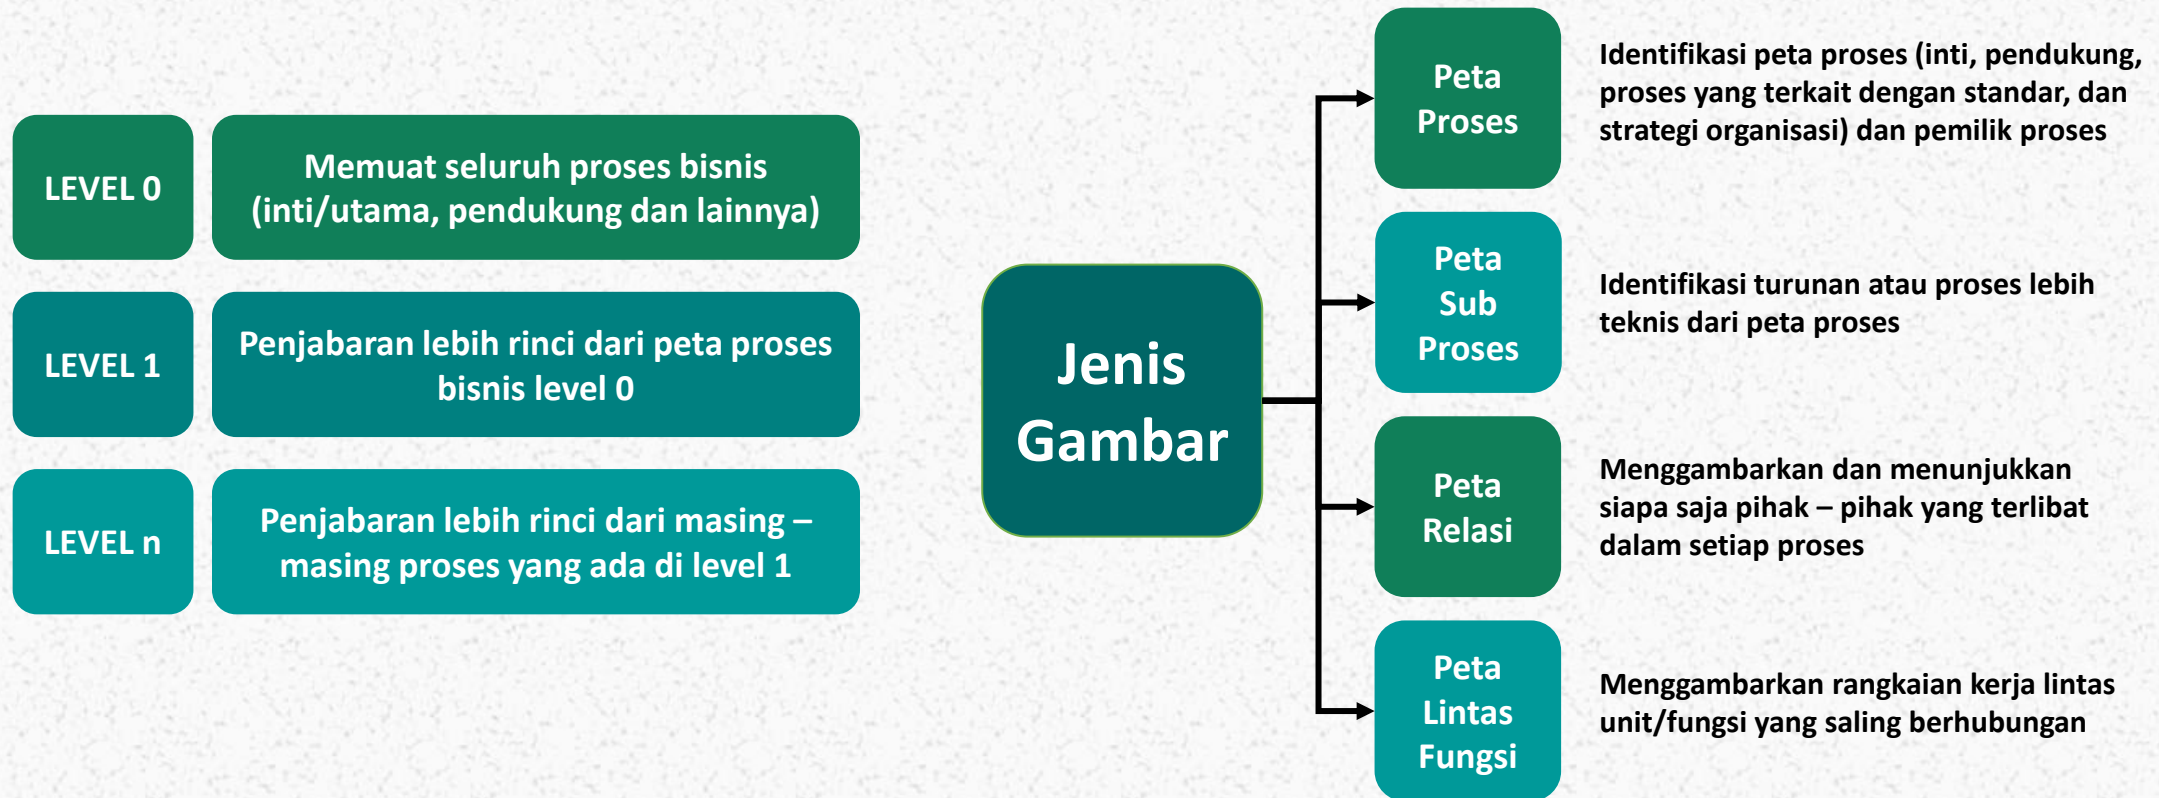 LEVEL 0
Memuat seluruh proses bisnis
(inti/utama, pendukung dan lainnya)
LEVEL 1
Penjabaran lebih rinci dari peta proses
bisnis level 0
LEVEL n
Penjabaran lebih rinci dari masing –
masing proses yang ada di level 1
Jenis
Gambar
Peta
Proses
Identifikasi peta proses (inti, pendukung,
proses yang terkait dengan standar, dan
strategi organisasi) dan pemilik proses
Peta
Sub
Proses
Identifikasi turunan atau proses lebih
teknis dari peta proses
Peta
Relasi
Menggambarkan dan menunjukkan
siapa saja pihak – pihak yang terlibat
dalam setiap proses
Peta
Lintas
Fungsi
Menggambarkan rangkaian kerja lintas
unit/fungsi yang saling berhubungan